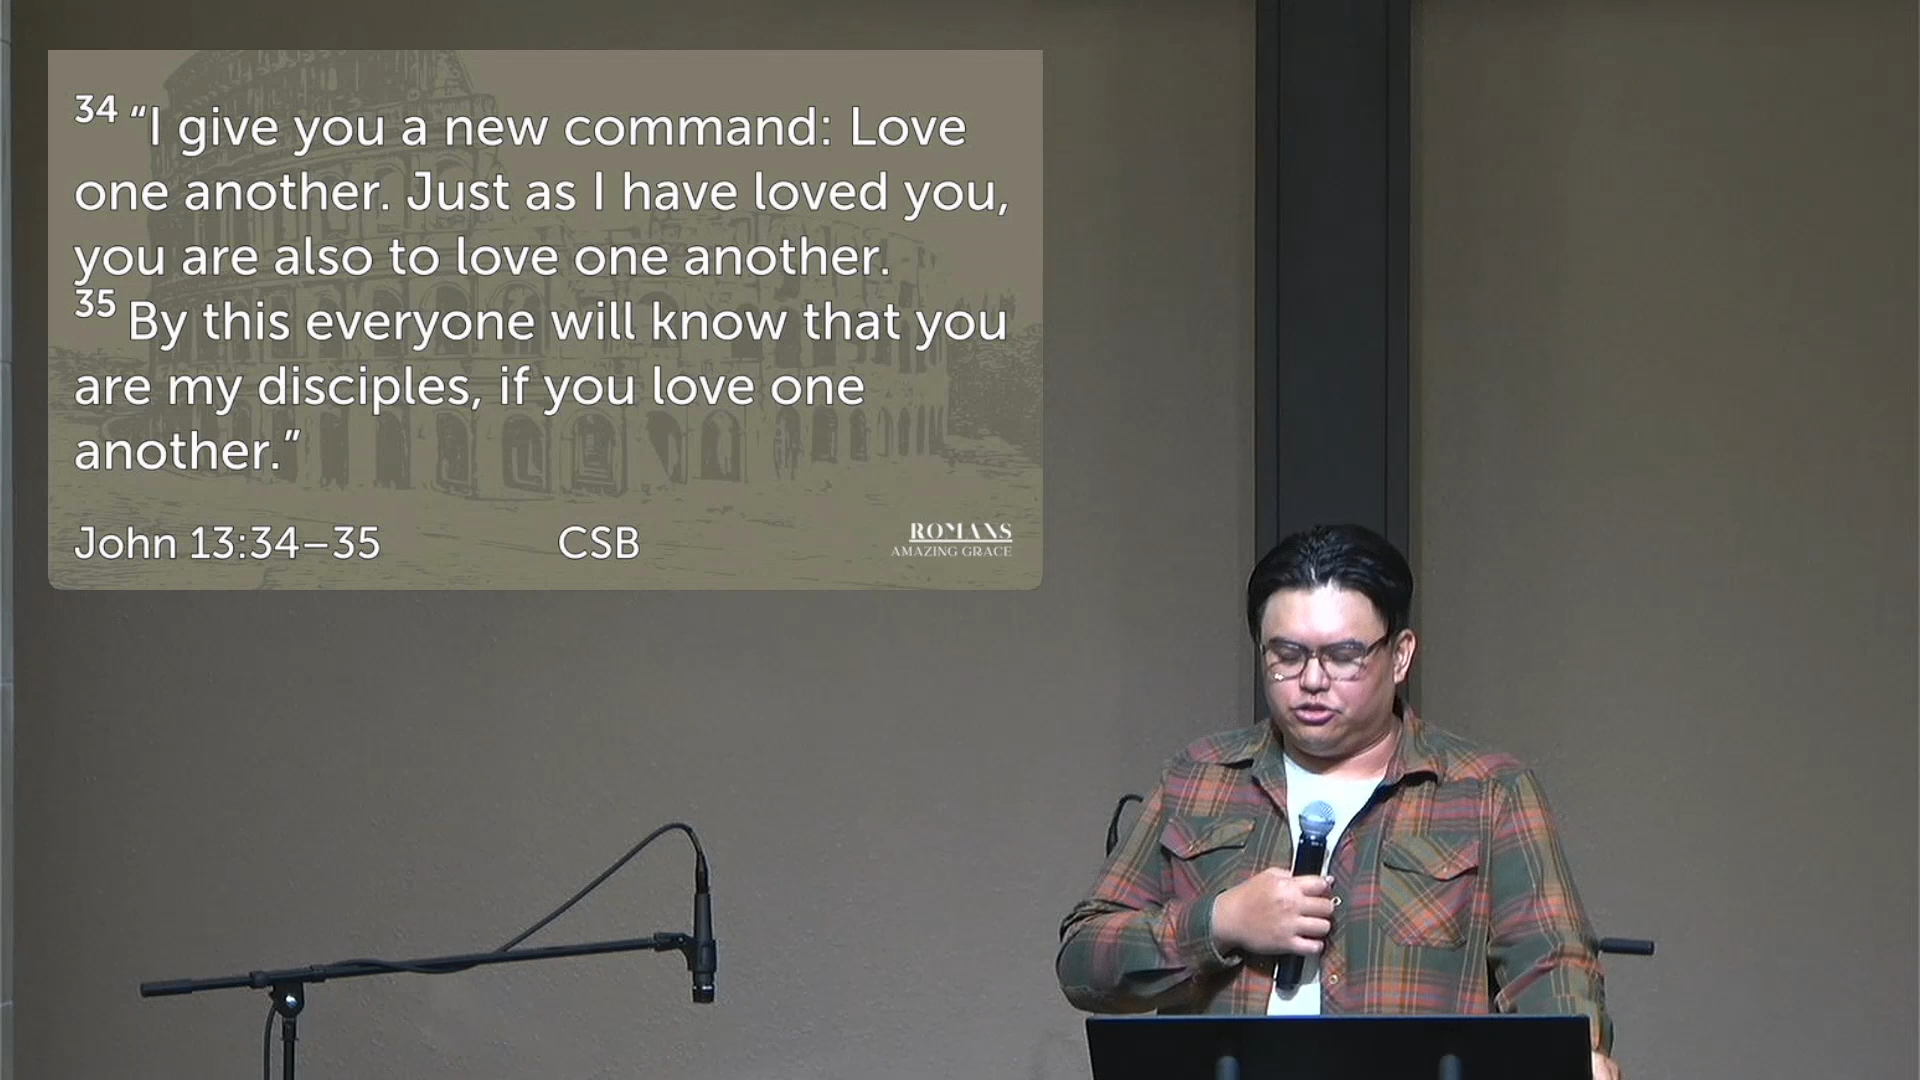 34 “I give you a new command: Love
one another. Just as I have loved you,
you are also to love one another.
35 By this everyone will know that you
are my disciples, if you love one
another.”
John 13:34–35 CSB
ROMANS
AMAZING GRACE